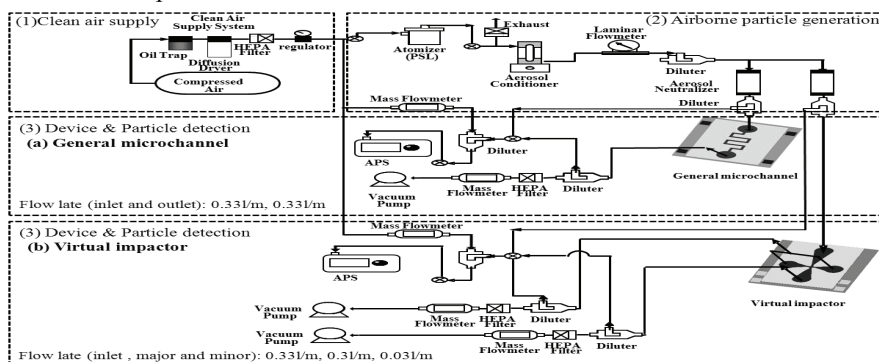 (1)Clean air supply
Clean Air
Supply System
HEPA
Filter
regulator
Oil Trap
Diffusion
Dryer
Compressed
Air
(2) Airborne particle generation
Exhaust
Atomizer
(PSL)
Laminar
Flowmeter
Aerosol
Conditioner
Diluter
Aerosol
Neutralizer
Diluter
Mass Flowmeter
(3) Device & Particle detection
(a) General microchannel
APS
Diluter
General microchannel
Vacuum
Pump
Mass
Flowmeter
HEPA
Filter
Diluter
Flow late (inlet and outlet): 0.33l/m, 0.33l/m
(3) Device & Particle detection
(b) Virtual impactor
Mass Flowmeter
APS
Virtual impactor
Vacuum
Pump
Mass
Flowmeter
HEPA
Filter
Diluter
Vacuum
Pump
Mass
Flowmeter
HEPA
Filter
Diluter
Flow late (inlet , major and minor): 0.33l/m, 0.3l/m, 0.03l/m